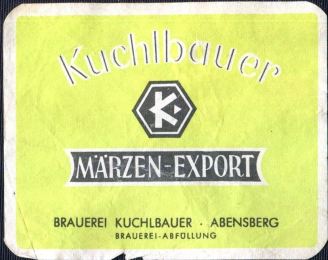 Kuchlbauer
K
MÄRZEN-EXPORT
BRAUEREI KUCHLBAUER · ABENSBERG
BRAUEREI-ABFÜLLUNG